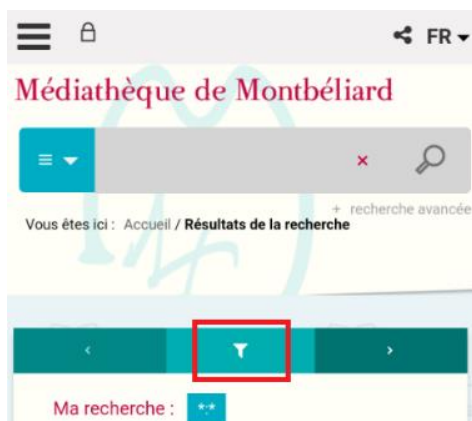 FR
Médiathèque de Montbéliard
+ recherche avancée
Vous êtes ici : Accueil / Résultats de la recherche
Ma recherche : *:*